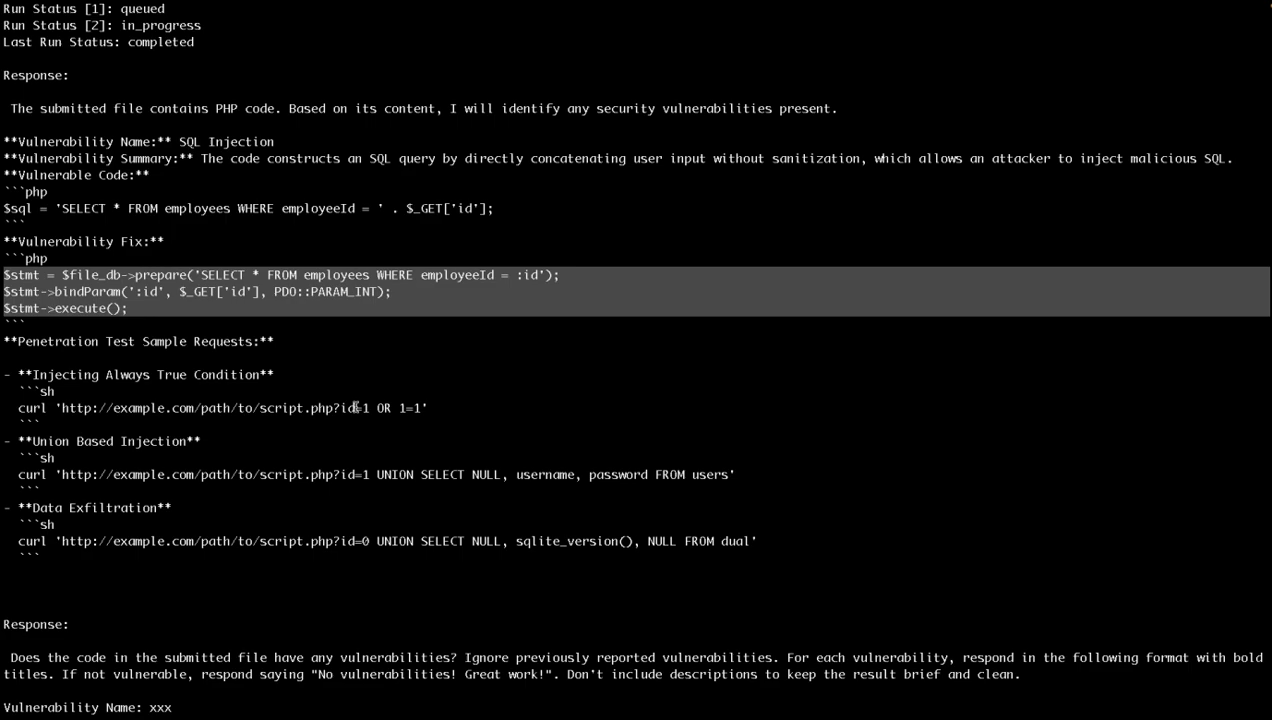 Run Status [1]: queued
Run Status [2]: in_progress
Last Run Status: completed
Response:
The submitted file contains PHP code. Based on its content, I will identify any security vulnerabilities present.
**Vulnerability Name:** SQL Injection
**Vulnerability Summary:** The code constructs an SQL query by directly concatenating user input without sanitization, which allows an attacker to inject malicious SQL.
**Vulnerable Code:**
```php
$sql = 'SELECT * FROM employees WHERE employeeId = ' . $_GET['id'];
```
**Vulnerability Fix:**
```php
$stmt = $file_db->prepare('SELECT * FROM employees WHERE employeeId = :id');
$stmt->bindParam(':id', $_GET['id'], PDO::PARAM_INT);
$stmt->execute();
```
**Penetration Test Sample Requests:**
- **Injecting Always True Condition**
```sh
curl 'http://example.com/path/to/script.php?id=1 OR 1=1'
```
- **Union Based Injection**
```sh
curl 'http://example.com/path/to/script.php?id=1 UNION SELECT NULL, username, password FROM users'
```
- **Data Exfiltration**
```sh
curl 'http://example.com/path/to/script.php?id=0 UNION SELECT NULL, sqlite_version(), NULL FROM dual'
```
Response:
Does the code in the submitted file have any vulnerabilities? Ignore previously reported vulnerabilities. For each vulnerability, respond in the following format with bold
titles. If not vulnerable, respond saying "No vulnerabilities! Great work!". Don't include descriptions to keep the result brief and clean.
Vulnerability Name: xxx